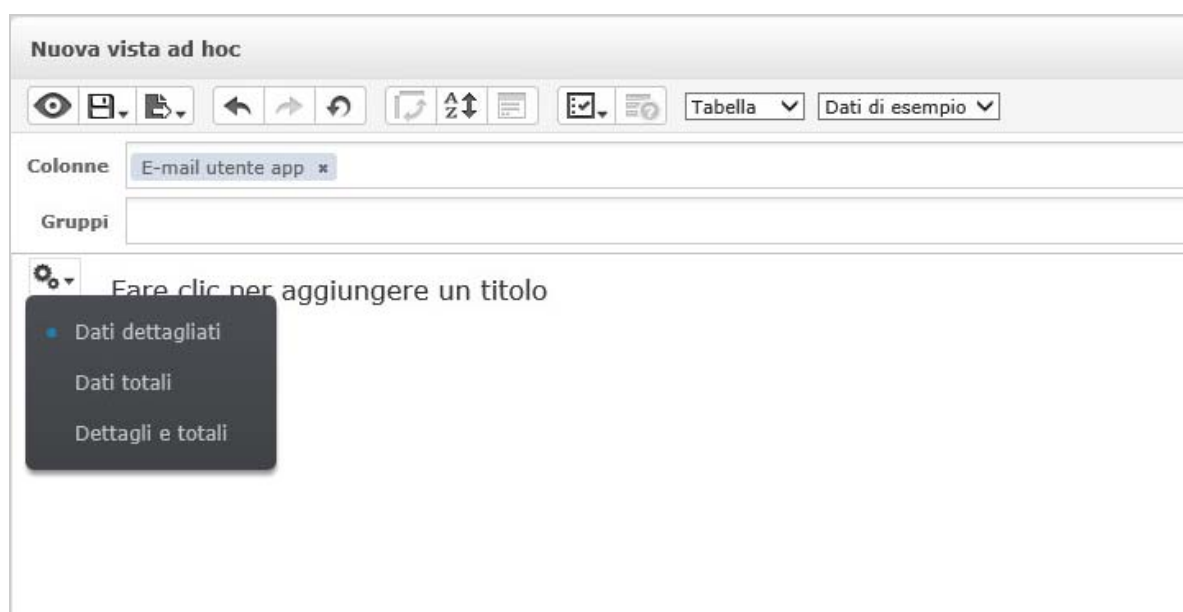 Nuova vista ad hoc
Tabella Dati di esempio
Colonne E-mail utente app ×
Gruppi
Fare clic per aggiungere un titolo
Dati dettagliati
Dati totali
Dettagli e totali